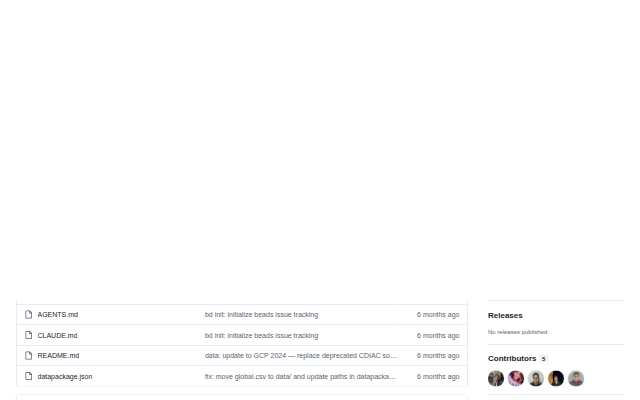 AGENTS.md bd init: initialize beads issue tracking 6 months ago
CLAUDE.md bd init: initialize beads issue tracking 6 months ago
README.md data: update to GCP 2024 — replace deprecated CDIAC so... 6 months ago
datapackage.json fix: move global.csv to data/ and update paths in datapacka... 6 months ago
Releases
No releases published
Contributors 5